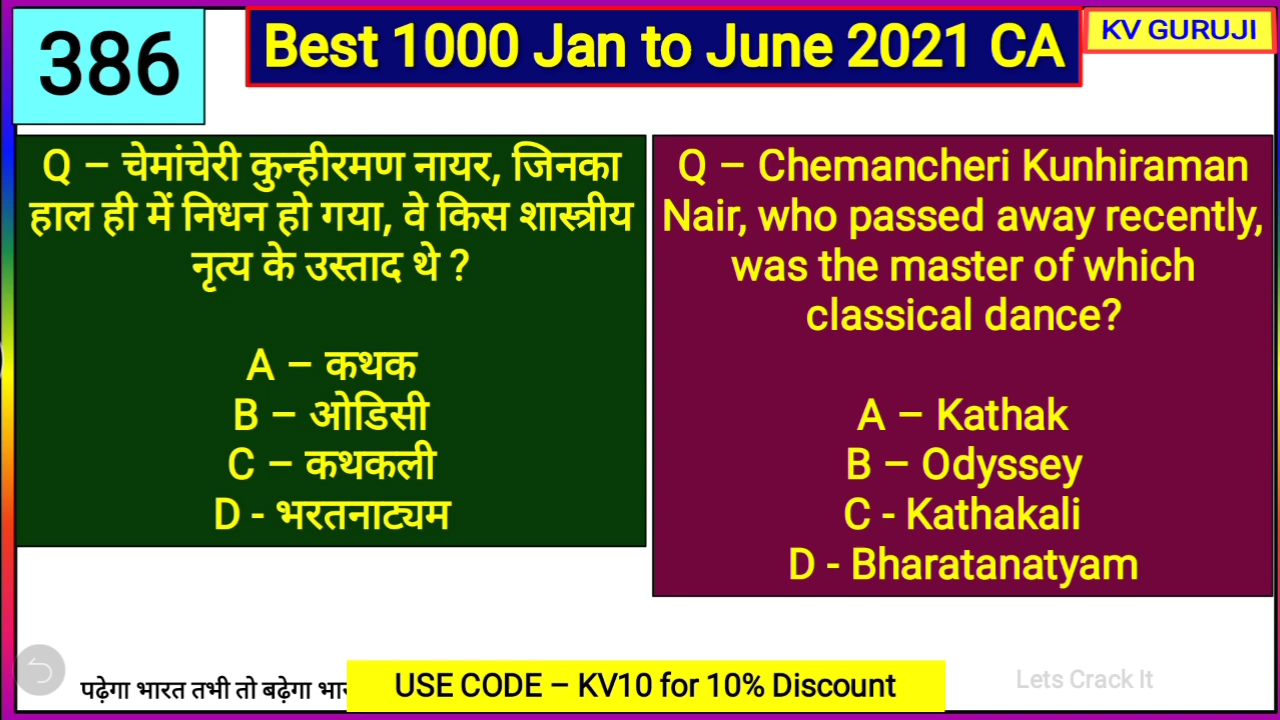 386
Best 1000 Jan to June 2021 CA
KV GURUJI
Q – चेमांचेरी कुन्हीरमण नायर, जिनका
हाल ही में निधन हो गया, वे किस शास्त्रीय
नृत्य के उस्ताद थे ?
A – कथक
B – ओडिसी
C – कथकली
D - भरतनाट्यम
Q – Chemancheri Kunhiraman
Nair, who passed away recently,
was the master of which
classical dance?
A – Kathak
B – Odyssey
C - Kathakali
D - Bharatanatyam
पढ़ेगा भारत तभी तो बढ़ेगा
USE CODE – KV10 for 10% Discount
Lets Crack It